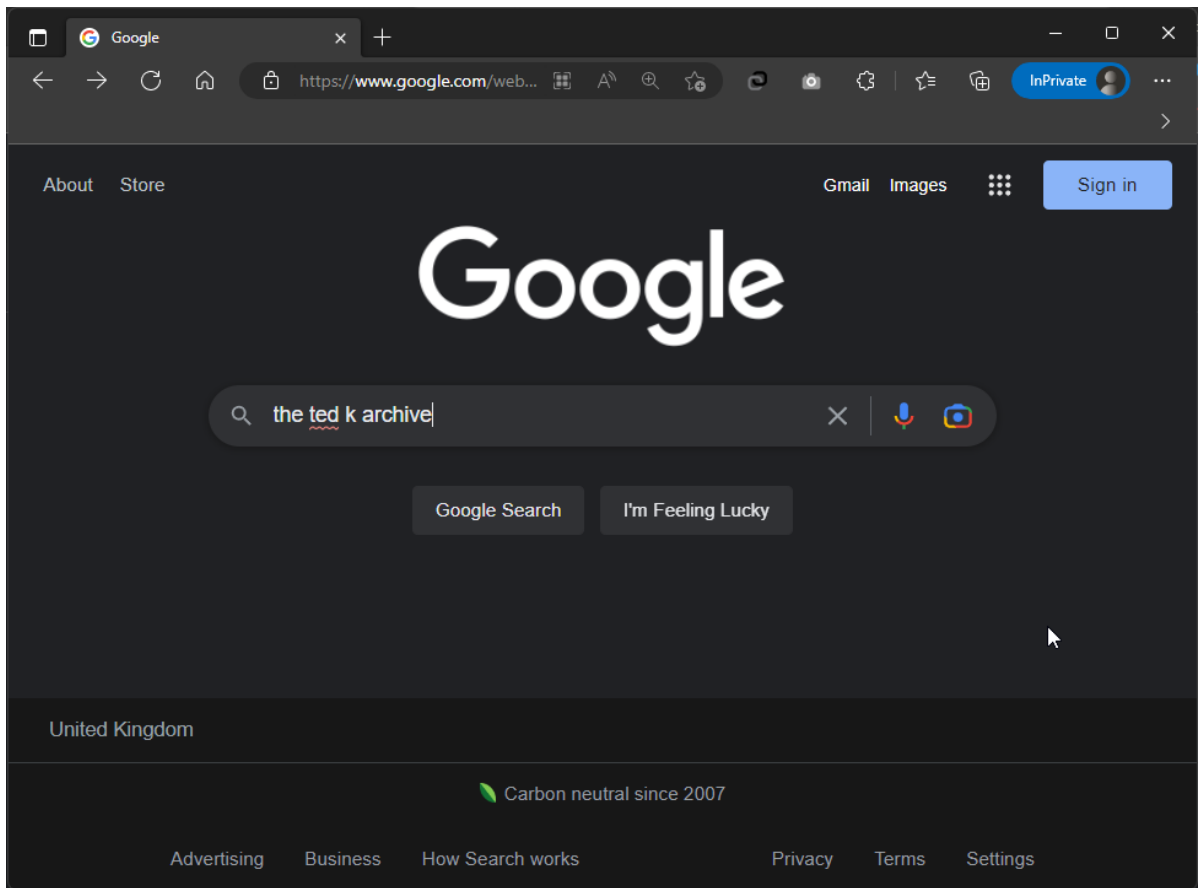 Google
https://www.google.com/web... InPrivate
About Store Gmail Images Sign in
Google
the ted k archive
Google Search I'm Feeling Lucky
United Kingdom
Carbon neutral since 2007
Advertising Business How Search works Privacy Terms Settings